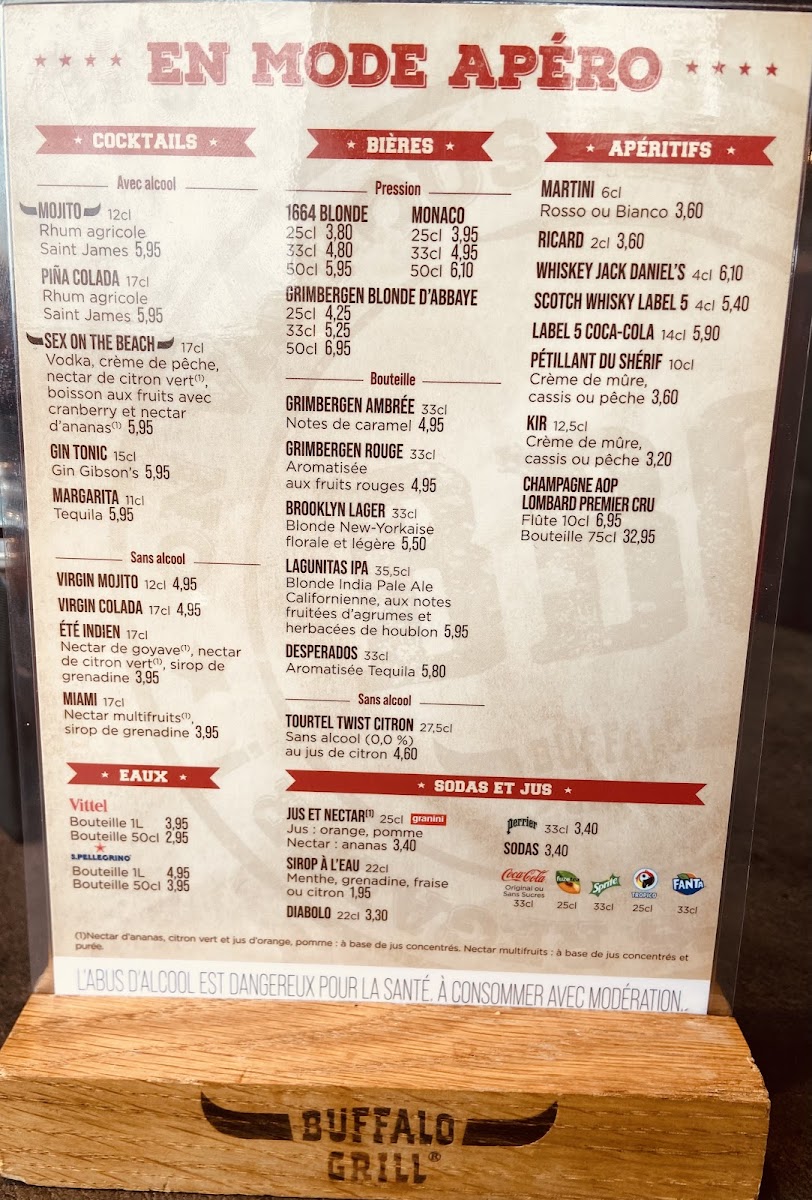 EN MODE APÉRO
COCKTAILS
Avec alcool
MOJITO 12cl
Rhum agricole
Saint James 5,95
PIÑA COLADA 17cl
Rhum agricole
Saint James 5,95
SEX ON THE BEACH 17cl
Vodka, crème de pêche,
nectar de citron vert(1),
boisson aux fruits avec
cranberry et nectar
d'ananas(1) 5,95
GIN TONIC 15cl
Gin Gibson's 5,95
MARGARITA 11cl
Tequila 5,95
Sans alcool
VIRGIN MOJITO 12cl 4,95
VIRGIN COLADA 17cl 4,95
ÉTÉ INDIEN 17cl
Nectar de goyave(1), nectar
de citron vert(1), sirop de
grenadine 3,95
MIAMI 17cl
Nectar multifruits(1),
sirop de grenadine 3,95
BIÈRES
Pression
1664 BLONDE
25cl 3,80
33cl 4,80
50cl 5,95
MONACO
25cl 3,95
33cl 4,95
50cl 6,10
GRIMBERGEN BLONDE D'ABBAYE
25cl 4,25
33cl 5,25
50cl 6,95
Bouteille
GRIMBERGEN AMBRÉE 33cl
Notes de caramel 4,95
GRIMBERGEN ROUGE 33cl
Aromatisée
aux fruits rouges 4,95
BROOKLYN LAGER 33cl
Blonde New-Yorkaise
florale et légère 5,50
LAGUNITAS IPA 35,5cl
Blonde India Pale Ale
Californienne, aux notes
fruitées d'agrumes et
herbacées de houblon 5,95
DESPERADOS 33cl
Aromatisée Tequila 5,80
Sans alcool
TOURTEL TWIST CITRON 27,5cl
Sans alcool (0,0 %)
au jus de citron 4,60
APÉRITIFS
MARTINI 6cl
Rosso ou Bianco 3,60
RICARD 2cl 3,60
WHISKEY JACK DANIEL'S 4cl 6,10
SCOTCH WHISKY LABEL 5 4cl 5,40
LABEL 5 COCA-COLA 14cl 5,90
PÉTILLANT DU SHÉRIF 10cl
Crème de mûre,
cassis ou pêche 3,60
KIR 12,5cl
Crème de mûre,
cassis ou pêche 3,20
CHAMPAGNE AOP
LOMBARD PREMIER CRU
Flûte 10cl 6,95
Bouteille 75cl 32,95
EAUX
Vittel
Bouteille 1L 3,95
Bouteille 50cl 2,95
S.PELLEGRINO
Bouteille 1L 4,95
Bouteille 50cl 3,95
SODAS ET JUS
JUS ET NECTAR(1) 25cl granini
Jus : orange, pomme
Nectar : ananas 3,40
SIROP À L'EAU 22cl
Menthe, grenadine, fraise
ou citron 1,95
DIABOLO 22cl 3,30
Perrier 33cl 3,40
SODAS 3,40
Coca-Cola
Original ou
Sans Sucres
33cl
25cl
Sprite
33cl
TROPICO
25cl
FANTA
33cl
(1)Nectar d'ananas, citron vert et jus d'orange, pomme : à base de jus concentrés. Nectar multifruits : à base de jus concentrés et
purée.
L'ABUS D'ALCOOL EST DANGEREUX POUR LA SANTÉ. À CONSOMMER AVEC MODÉRATION.
BUFFALO
GRILL®